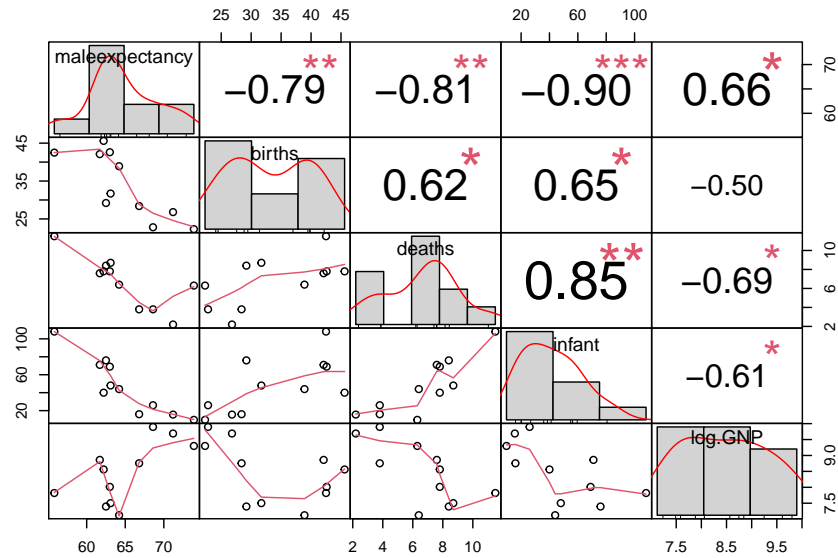 25 30 35 40 45 20 60 100
maleexpectancy −0.79 ** −0.81 ** −0.90 *** 0.66 * 60 70
25 35 45 births 0.62 * 0.65 * −0.50
deaths 0.85 ** −0.69 * 2 6 10
20 60 100 infant −0.61 *
log.GNP 7.5 9.0
60 65 70 2 4 6 8 10 7.5 8.5 9.5